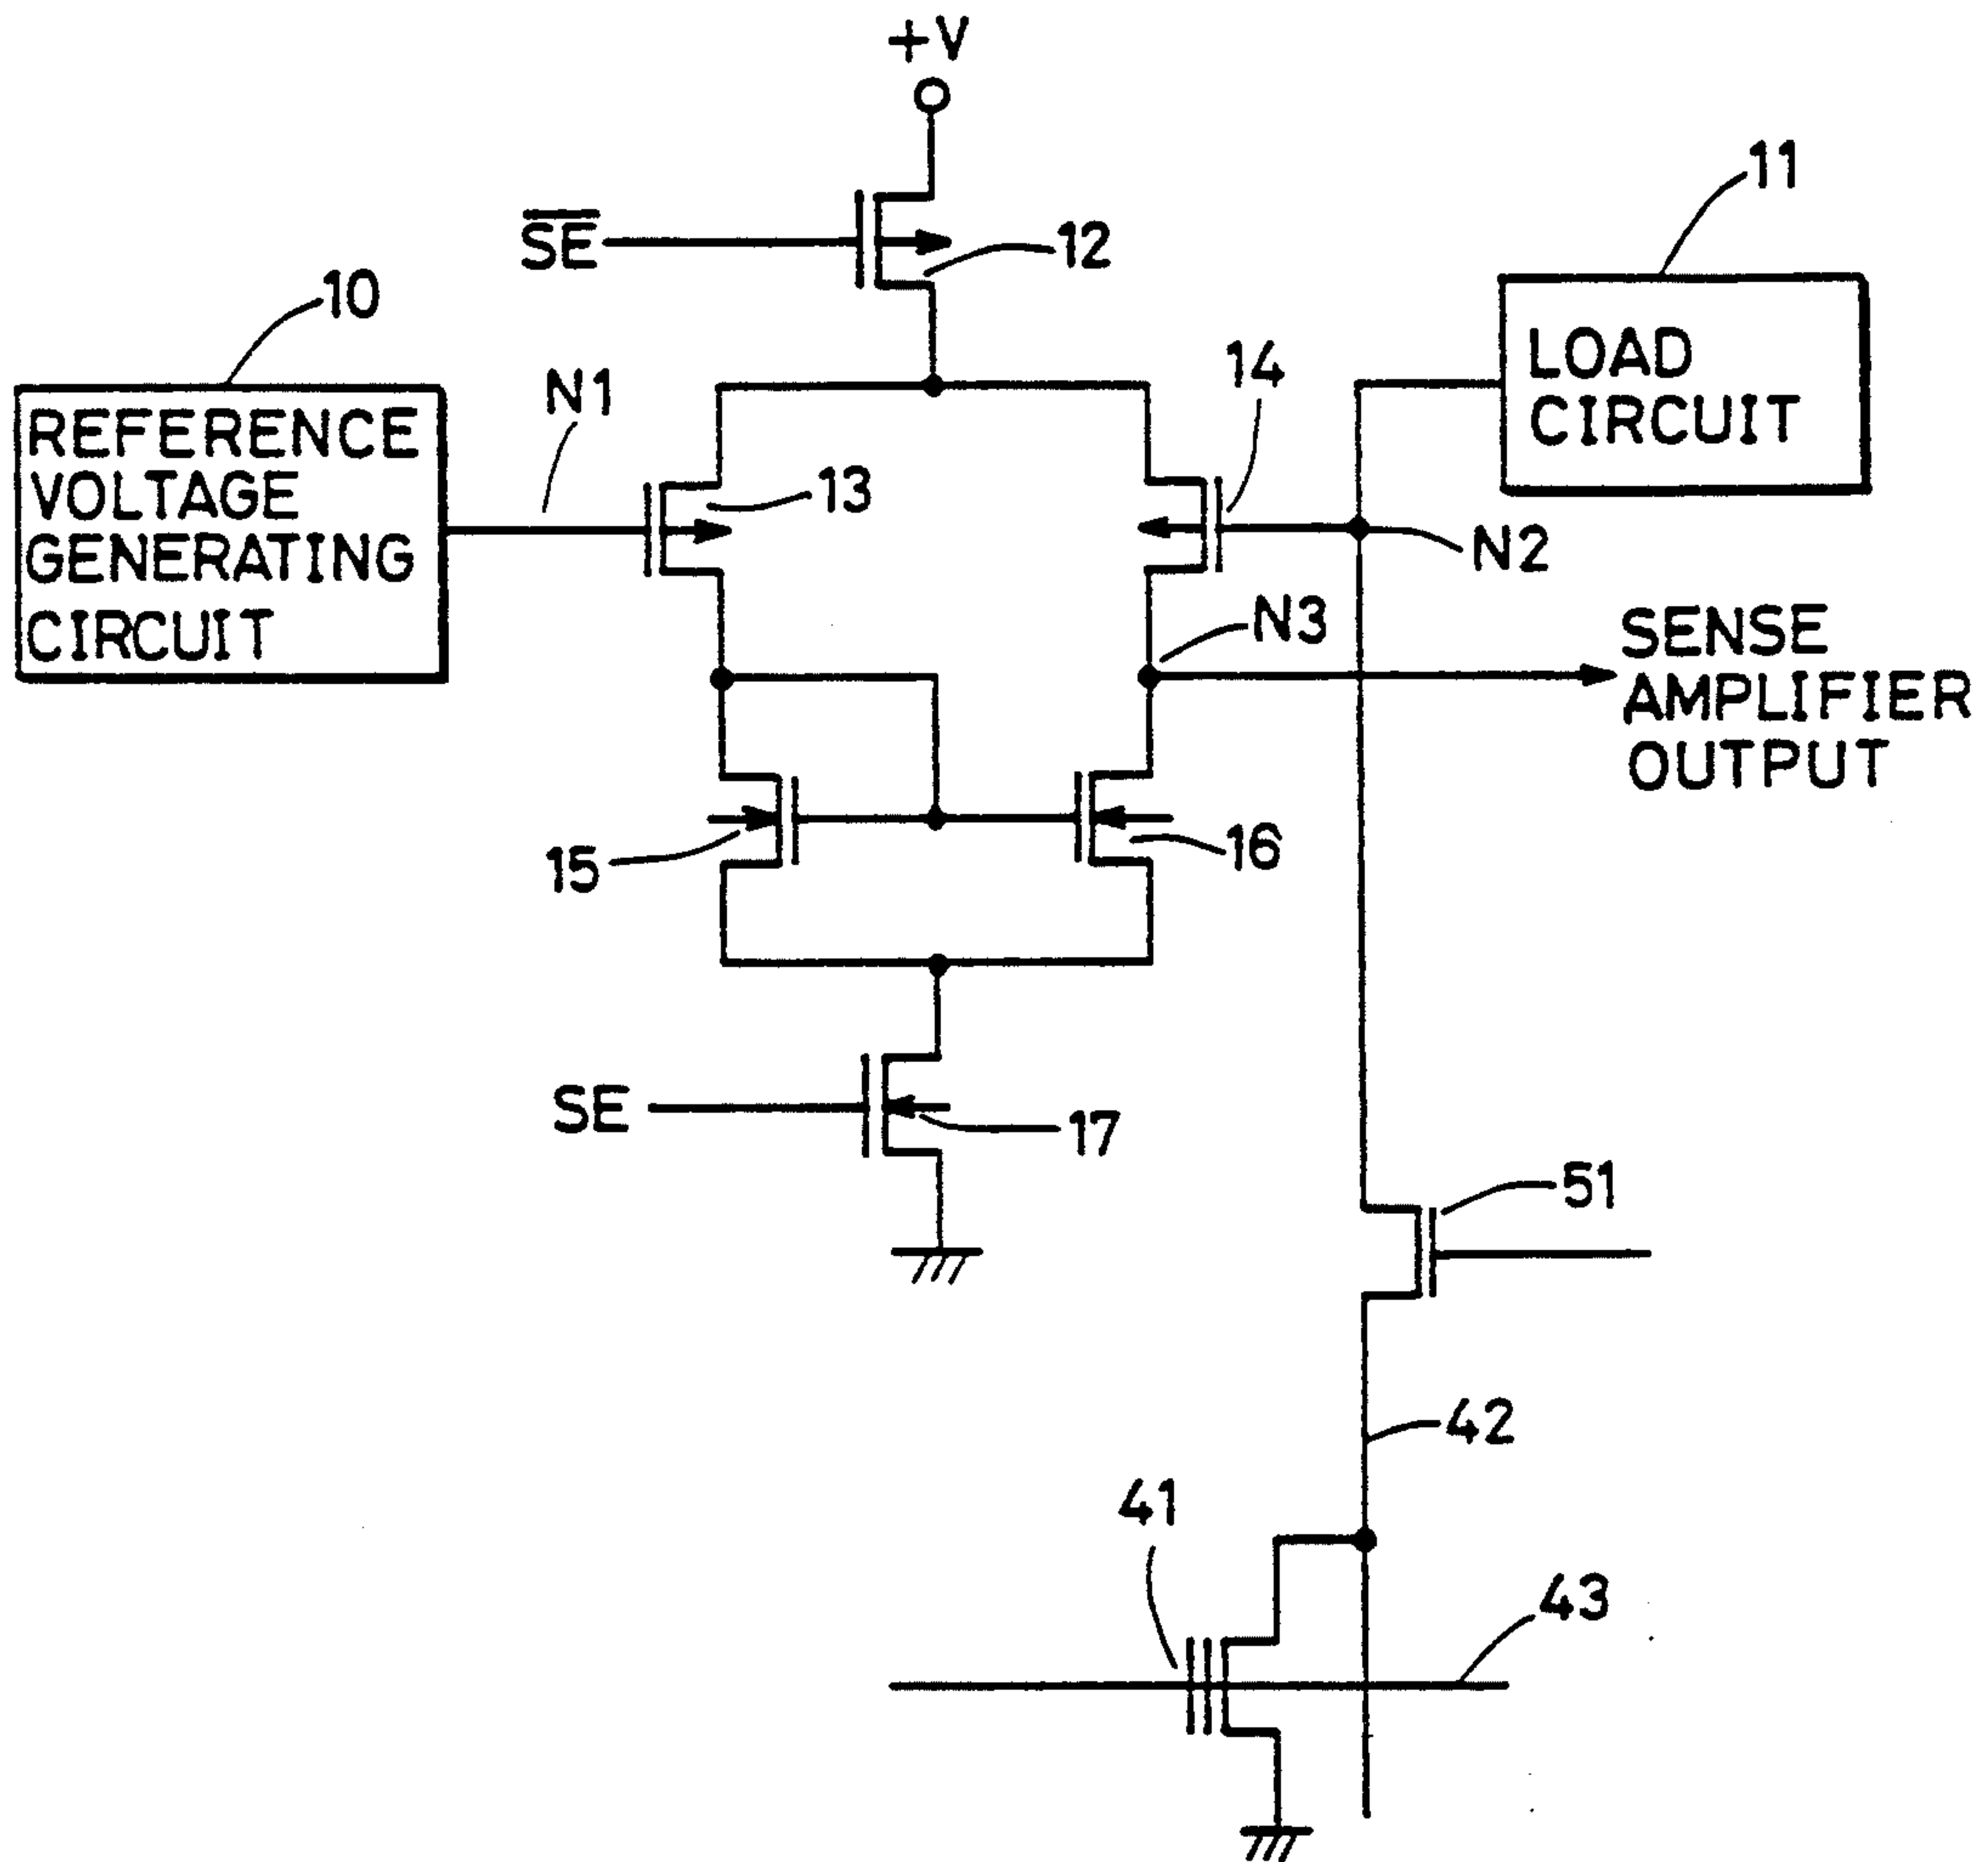 +V
11
S̅E̅
12
10
LOAD
CIRCUIT
14
N1
REFERENCE
VOLTAGE
GENERATING
CIRCUIT
13
N2
N3
SENSE
AMPLIFIER
OUTPUT
15
16
SE
17
51
42
41
43